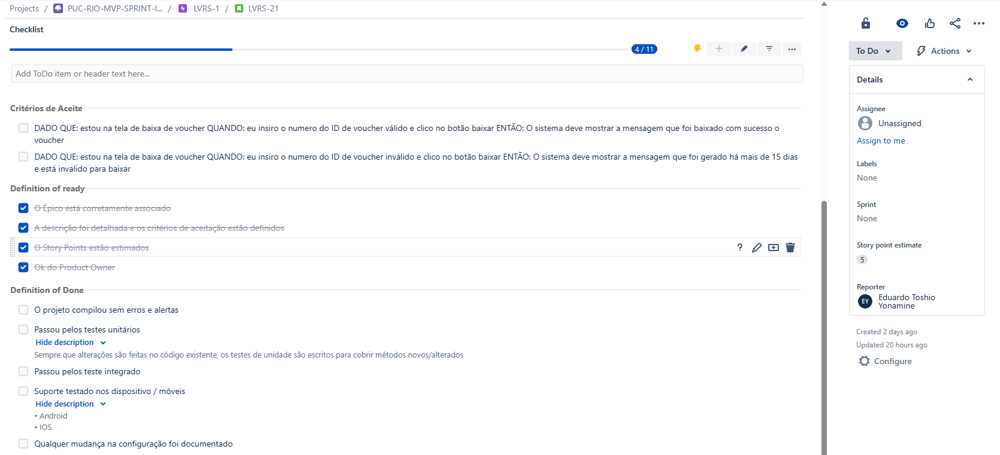 Projects / PUC-RIO-MVP-SPRINT-I... / LVRS-1 / LVRS-21
Checklist
4 / 11
Add ToDo item or header text here...
Critérios de Aceite
DADO QUE: estou na tela de baixa de voucher QUANDO: eu insiro o numero do ID de voucher válido e clico no botão baixar ENTÃO: O sistema deve mostrar a mensagem que foi baixado com sucesso o
voucher
DADO QUE: estou na tela de baixa de voucher QUANDO: eu insiro o numero do ID de voucher inválido e clico no botão baixar ENTÃO: O sistema deve mostrar a mensagem que foi gerado há mais de 15 dias
e está invalido para baixar
Definition of ready
O Épico está corretamente associado
A descrição foi detalhada e os critérios de aceitação estão definidos
O Story Points estão estimados
Ok do Product Owner
Definition of Done
O projeto compilou sem erros e alertas
Passou pelos testes unitários
Hide description
Sempre que alterações são feitas no código existente, os testes de unidade são escritos para cobrir métodos novos/alterados
Passou pelos teste integrado
Suporte testado nos dispositivo / móveis
Hide description
• Android
• IOS
Qualquer mudança na configuração foi documentado
To Do
Actions
Details
Assignee
Unassigned
Assign to me
Labels
None
Sprint
None
Story point estimate
5
Reporter
EY
Eduardo Toshio
Yonamine
Created 2 days ago
Updated 20 hours ago
Configure